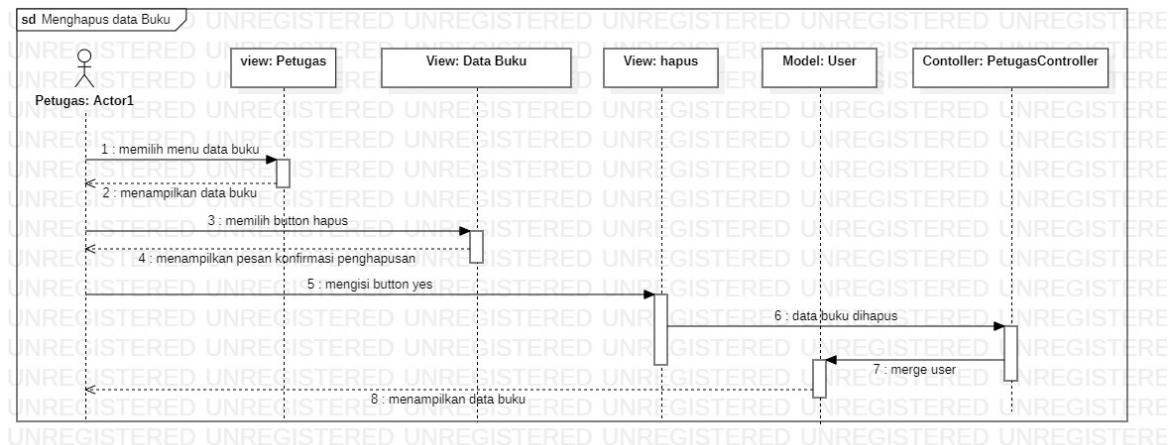 sd Menghapus data Buku
Petugas: Actor1
view: Petugas
View: Data Buku
View: hapus
Model: User
Contoller: PetugasController
1 : memilih menu data buku
2 : menampilkan data buku
3 : memilih button hapus
4 : menampilkan pesan konfirmasi penghapusan
5 : mengisi button yes
6 : data buku dihapus
7 : merge user
8 : menampilkan data buku
UNREGISTERED